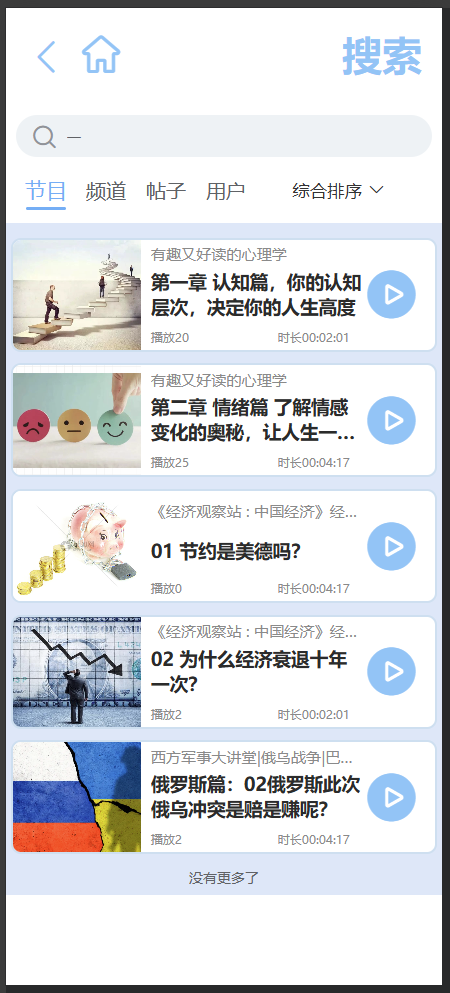 搜索
一
节目 频道 帖子 用户 综合排序
有趣又好读的心理学
第一章 认知篇，你的认知
层次，决定你的人生高度
播放20 时长00:02:01
有趣又好读的心理学
第二章 情绪篇 了解情感
变化的奥秘，让人生一...
播放25 时长00:04:17
《经济观察站 : 中国经济》经...
01 节约是美德吗?
播放0 时长00:04:17
《经济观察站 : 中国经济》经...
02 为什么经济衰退十年
一次?
播放2 时长00:02:01
西方军事大讲堂|俄乌战争|巴...
俄罗斯篇：02俄罗斯此次
俄乌冲突是赔是赚呢?
播放2 时长00:04:17
没有更多了